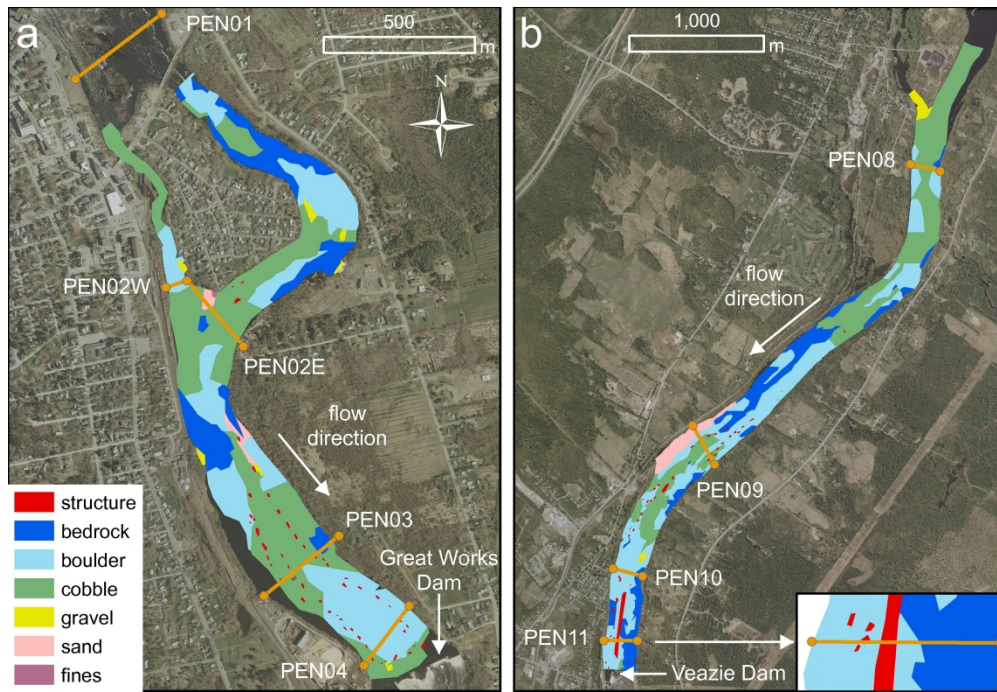 a
PEN01
500
m
N
PEN02W
PEN02E
flow
direction
PEN03
Great Works
Dam
PEN04
structure
bedrock
boulder
cobble
gravel
sand
fines
b
1,000
m
PEN08
flow
direction
PEN09
PEN10
PEN11
Veazie Dam